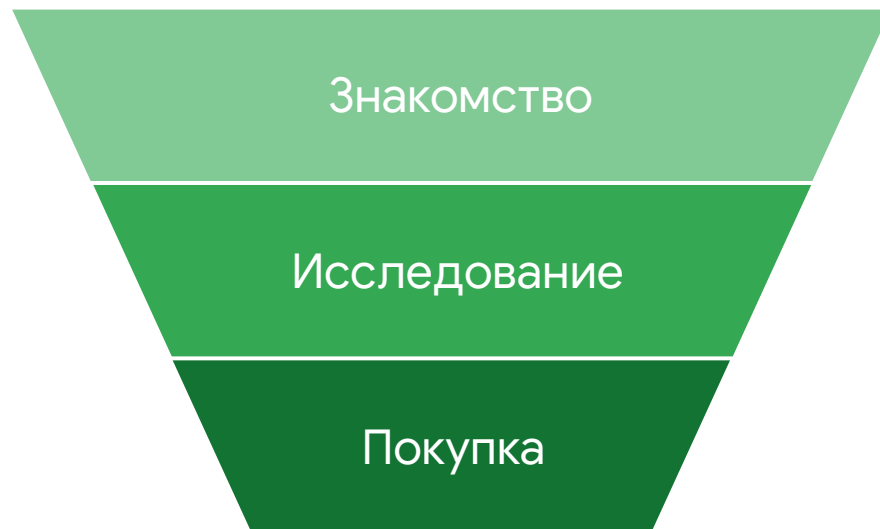 Знакомство
Исследование
Покупка